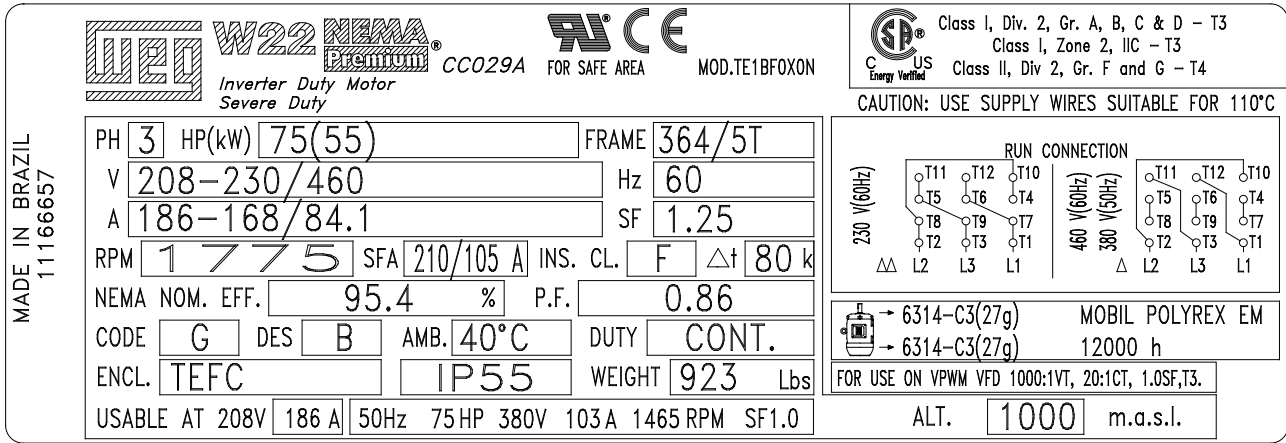 WEG W22 NEMA Premium® CC029A
Inverter Duty Motor
Severe Duty
FOR SAFE AREA
MOD.TE1BF0X0N
CSA®
C US
Energy Verified
Class I, Div. 2, Gr. A, B, C & D - T3
Class I, Zone 2, IIC - T3
Class II, Div 2, Gr. F and G - T4
CAUTION: USE SUPPLY WIRES SUITABLE FOR 110°C
MADE IN BRAZIL
11166657
PH 3 HP(kW) 75(55) FRAME 364/5T
V 208-230/460 Hz 60
A 186-168/84.1 SF 1.25
RPM 1775 SFA 210/105 A INS. CL. F Δt 80 k
NEMA NOM. EFF. 95.4 % P.F. 0.86
CODE G DES B AMB. 40°C DUTY CONT.
ENCL. TEFC IP55 WEIGHT 923 Lbs
USABLE AT 208V 186 A 50Hz 75HP 380V 103A 1465RPM SF1.0
RUN CONNECTION
230 V(60Hz)
T11 T12 T10
T5 T6 T4
T8 T9 T7
T2 T3 T1
ΔΔ L2 L3 L1
460 V(60Hz)
380 V(50Hz)
T11 T12 T10
T5 T6 T4
T8 T9 T7
T2 T3 T1
Δ L2 L3 L1
→ 6314-C3(27g) MOBIL POLYREX EM
→ 6314-C3(27g) 12000 h
FOR USE ON VPWM VFD 1000:1VT, 20:1CT, 1.0SF,T3.
ALT. 1000 m.a.s.l.